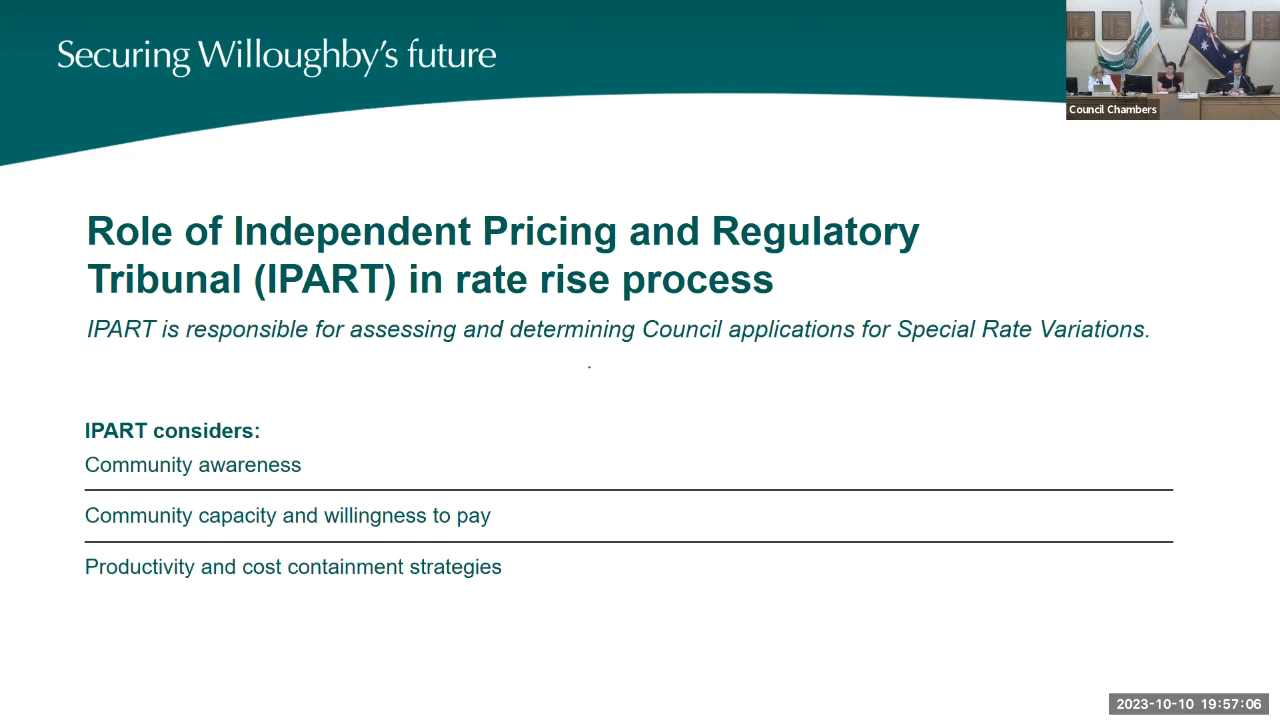 Securing Willoughby's future
Council Chambers
Role of Independent Pricing and Regulatory
Tribunal (IPART) in rate rise process
IPART is responsible for assessing and determining Council applications for Special Rate Variations.
IPART considers:
Community awareness
Community capacity and willingness to pay
Productivity and cost containment strategies
2023-10-10 19:57:06